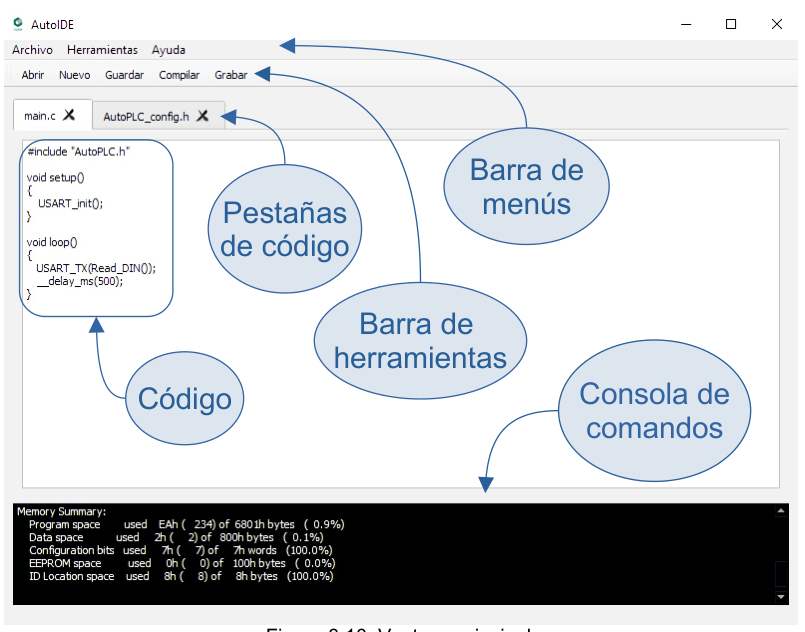 AutoIDE
Archivo Herramientas Ayuda
Abrir Nuevo Guardar Compilar Grabar
main.c AutoPLC_config.h
#include "AutoPLC.h"
void setup()
{
USART_init();
}
void loop()
{
USART_TX(Read_DIN());
__delay_ms(500);
}
Barra de
menús
Pestañas
de código
Barra de
herramientas
Código
Consola de
comandos
Memory Summary:
Program space used EAh ( 234) of 6801h bytes ( 0.9%)
Data space used 2h ( 2) of 800h bytes ( 0.1%)
Configuration bits used 7h ( 7) of 7h words (100.0%)
EEPROM space used 0h ( 0) of 100h bytes ( 0.0%)
ID Location space used 8h ( 8) of 8h bytes (100.0%)